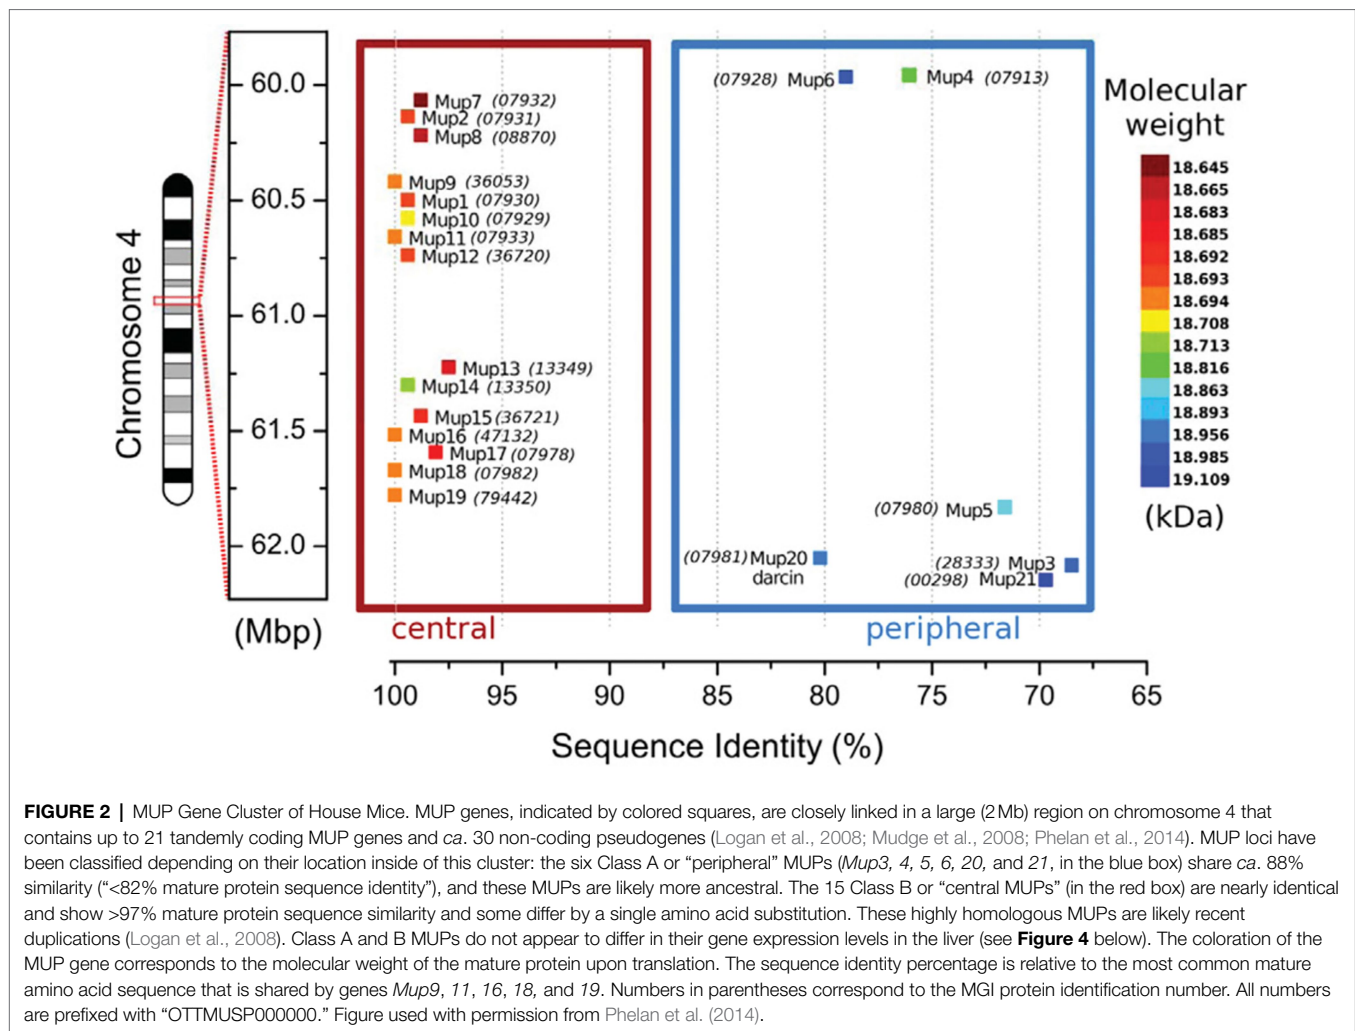 60.0
60.5
61.0
61.5
62.0
(Mbp)
Chromosome 4
Mup7 (07932)
Mup2 (07931)
Mup8 (08870)
Mup9 (36053)
Mup1 (07930)
Mup10 (07929)
Mup11 (07933)
Mup12 (36720)
Mup13 (13349)
Mup14 (13350)
Mup15 (36721)
Mup16 (47132)
Mup17 (07978)
Mup18 (07982)
Mup19 (79442)
central
(07928) Mup6
Mup4 (07913)
(07980) Mup5
(07981) Mup20
darcin
(28333) Mup3
(00298) Mup21
peripheral
Molecular
weight
18.645
18.665
18.683
18.685
18.692
18.693
18.694
18.708
18.713
18.816
18.863
18.893
18.956
18.985
19.109
(kDa)
100 95 90 85 80 75 70 65
Sequence Identity (%)
FIGURE 2 | MUP Gene Cluster of House Mice. MUP genes, indicated by colored squares, are closely linked in a large (2 Mb) region on chromosome 4 that
contains up to 21 tandemly coding MUP genes and ca. 30 non-coding pseudogenes (Logan et al., 2008; Mudge et al., 2008; Phelan et al., 2014). MUP loci have
been classified depending on their location inside of this cluster: the six Class A or “peripheral” MUPs (Mup3, 4, 5, 6, 20, and 21, in the blue box) share ca. 88%
similarity (“<82% mature protein sequence identity”), and these MUPs are likely more ancestral. The 15 Class B or “central MUPs” (in the red box) are nearly identical
and show >97% mature protein sequence similarity and some differ by a single amino acid substitution. These highly homologous MUPs are likely recent
duplications (Logan et al., 2008). Class A and B MUPs do not appear to differ in their gene expression levels in the liver (see Figure 4 below). The coloration of the
MUP gene corresponds to the molecular weight of the mature protein upon translation. The sequence identity percentage is relative to the most common mature
amino acid sequence that is shared by genes Mup9, 11, 16, 18, and 19. Numbers in parentheses correspond to the MGI protein identification number. All numbers
are prefixed with “OTTMUSP000000.” Figure used with permission from Phelan et al. (2014).